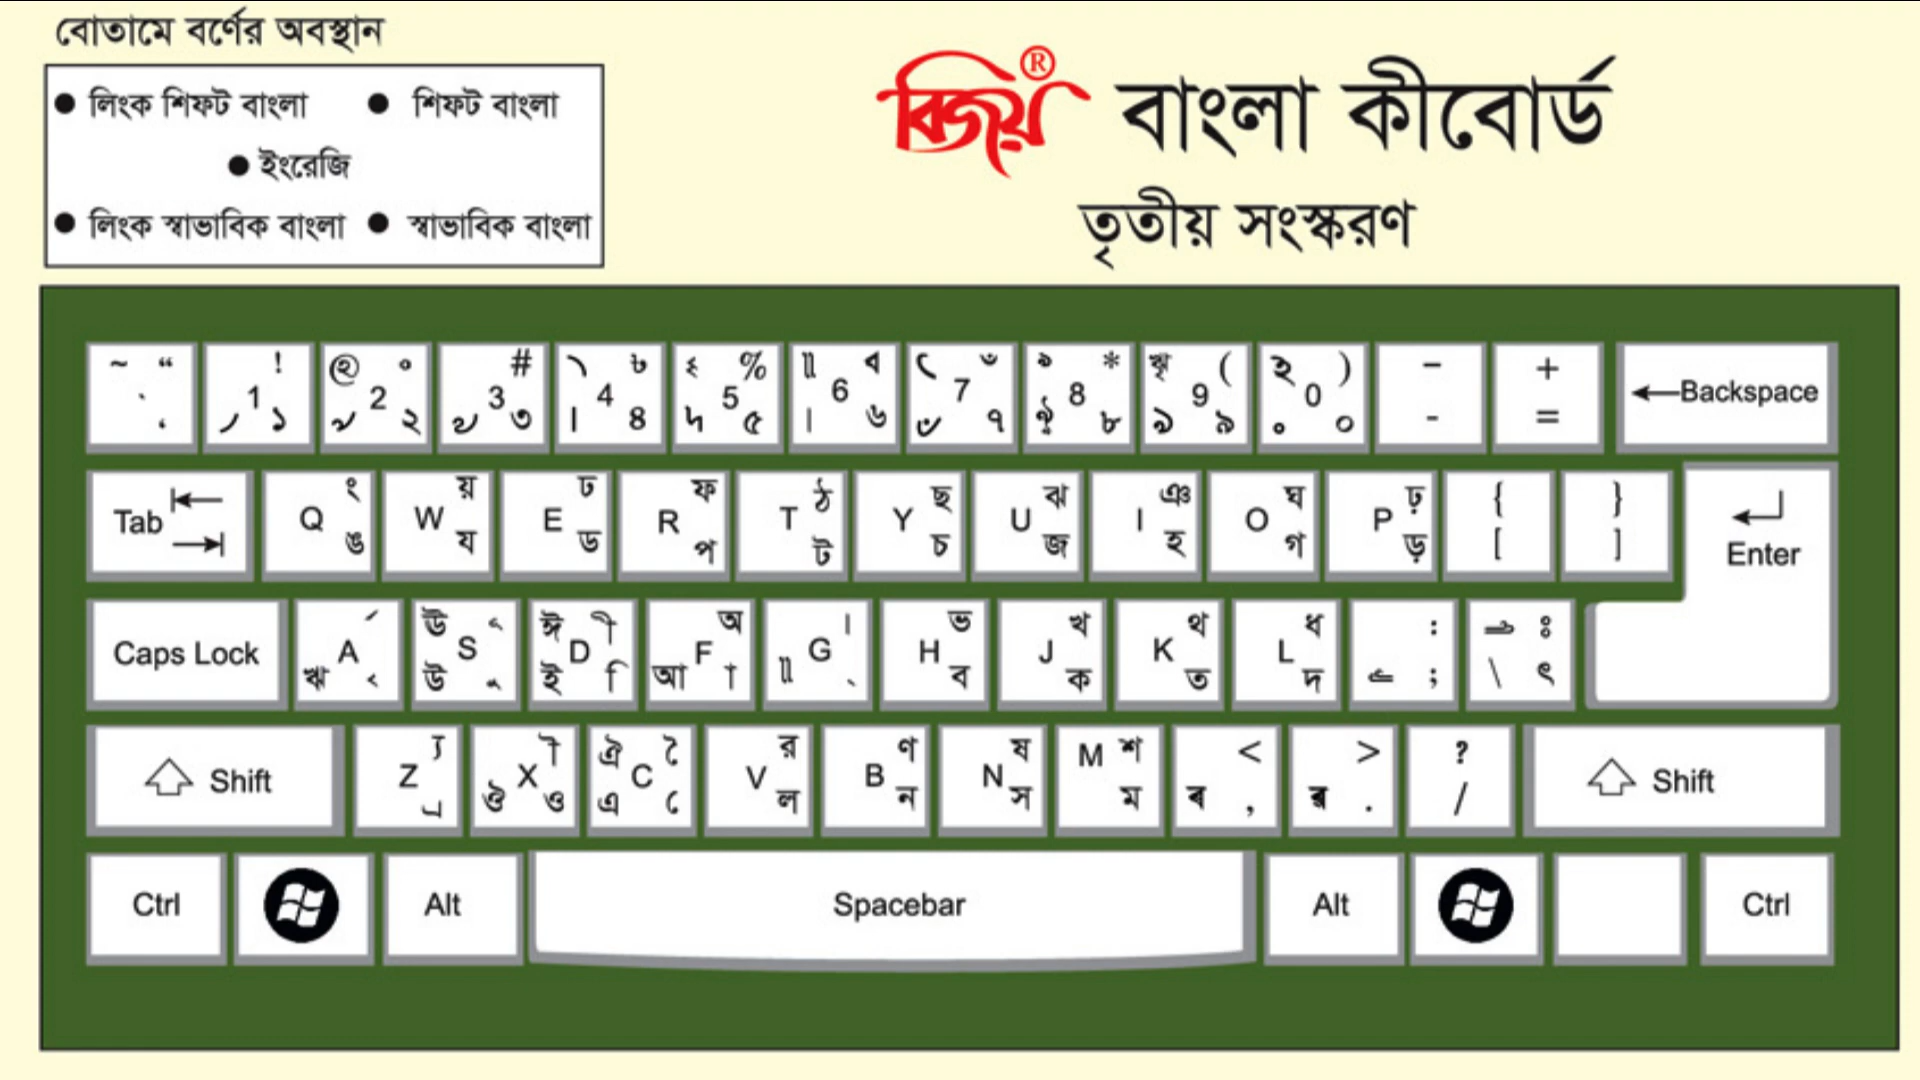 বোতামে বর্ণের অবস্থান
লিংক শিফট বাংলা শিফট বাংলা
ইংরেজি
লিংক স্বাভাবিক বাংলা স্বাভাবিক বাংলা
বিজয়® বাংলা কীবোর্ড
তৃতীয় সংস্করণ
~ “ ! # ৳ % ঁ * ( ) – +
1 2 3 4 5 6 7 8 9 0 ←Backspace
১ ২ ৩ । ৪ ৫ ৬ ৭ ৮ ৯ ০ - =
ং য় ঢ ফ ঠ ছ ঝ ঞ ঘ ঢ় { }
Tab Q W E R T Y U I O P Enter
ঙ য ড প ট চ জ হ গ ড় [ ]
র্ ঊ ূ ঈ ী অ । ভ খ থ ধ : ঃ
Caps Lock A S D F G H J K L
ঋ ৃ উ ু ই ি আ া ॥ ্ ব ক ত দ ; \ ৎ
্য ৗ ঐ ৈ র ণ ষ শ < > ?
Shift Z X C V B N M Shift
্র ঔ ও এ ে ল ন স ম ৰ , ৱ . /
Ctrl Alt Spacebar Alt Ctrl